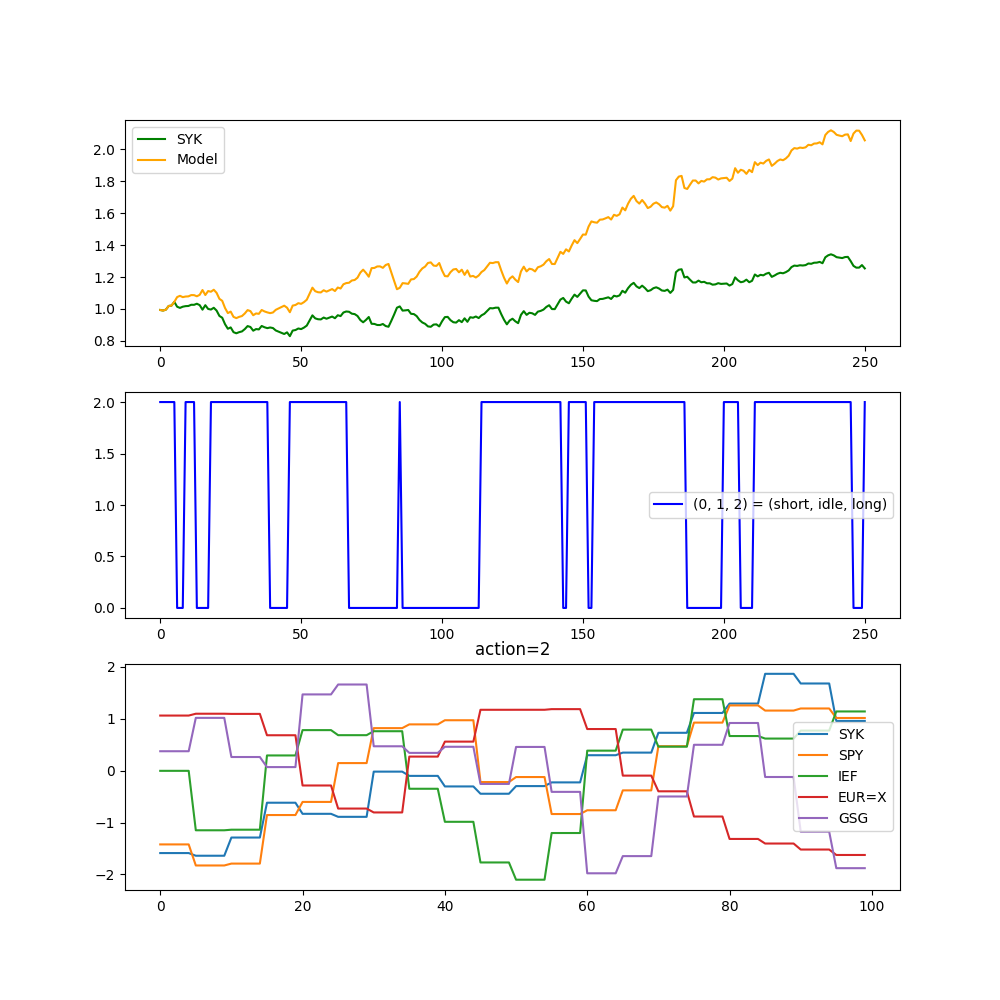 SYK
Model
2.0
1.8
1.6
1.4
1.2
1.0
0.8
0 50 100 150 200 250
2.0
1.5
1.0
0.5
0.0
(0, 1, 2) = (short, idle, long)
0 50 100 150 200 250
action=2
2
1
0
−1
−2
SYK
SPY
IEF
EUR=X
GSG
0 20 40 60 80 100